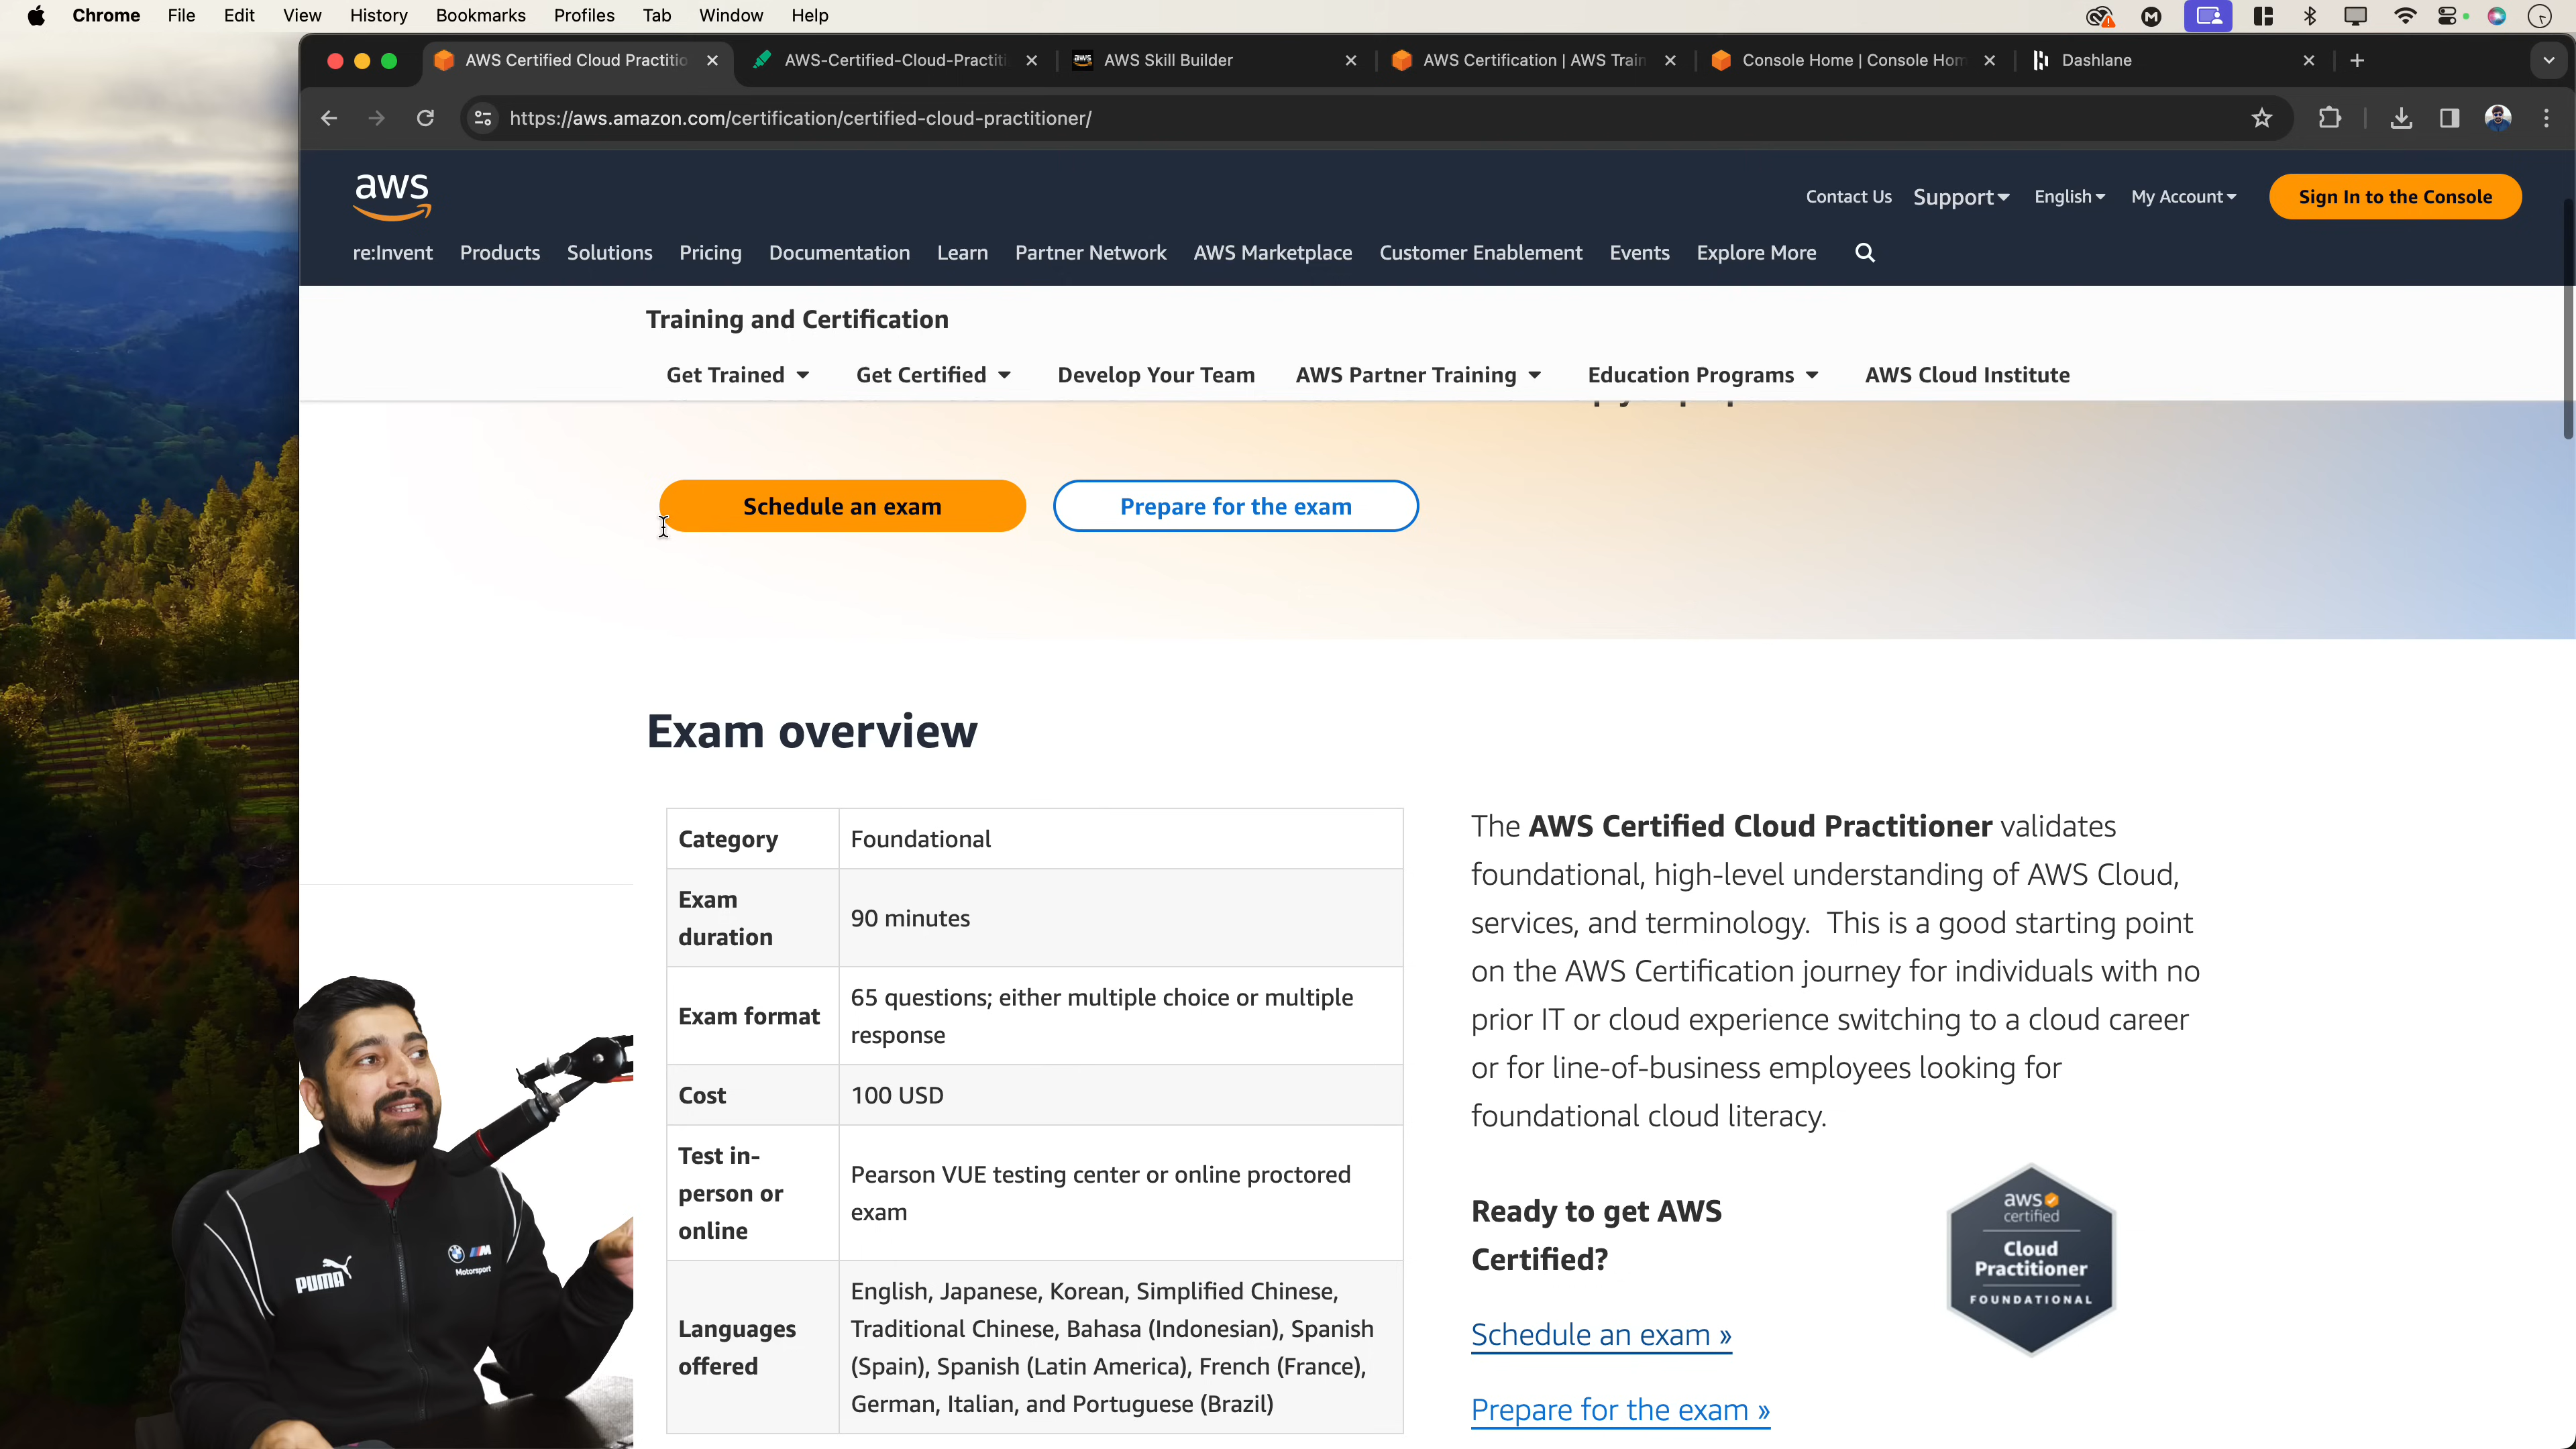 Chrome File Edit View History Bookmarks Profiles Tab Window Help
AWS Certified Cloud Practitio
AWS-Certified-Cloud-Practiti
aws AWS Skill Builder
AWS Certification | AWS Train
Console Home | Console Hom
Dashlane
https://aws.amazon.com/certification/certified-cloud-practitioner/
aws
Contact Us Support English My Account Sign In to the Console
re:Invent Products Solutions Pricing Documentation Learn Partner Network AWS Marketplace Customer Enablement Events Explore More
Training and Certification
Get Trained Get Certified Develop Your Team AWS Partner Training Education Programs AWS Cloud Institute
Schedule an exam Prepare for the exam
Exam overview
Category Foundational
Exam
duration
90 minutes
Exam format
65 questions; either multiple choice or multiple
response
Cost 100 USD
Test in-
person or
online
Pearson VUE testing center or online proctored
exam
Languages
offered
English, Japanese, Korean, Simplified Chinese,
Traditional Chinese, Bahasa (Indonesian), Spanish
(Spain), Spanish (Latin America), French (France),
German, Italian, and Portuguese (Brazil)
The AWS Certified Cloud Practitioner validates
foundational, high-level understanding of AWS Cloud,
services, and terminology. This is a good starting point
on the AWS Certification journey for individuals with no
prior IT or cloud experience switching to a cloud career
or for line-of-business employees looking for
foundational cloud literacy.
Ready to get AWS
Certified?
Schedule an exam »
Prepare for the exam »
aws
certified
Cloud
Practitioner
FOUNDATIONAL
PUMA
BMW M
Motorsport